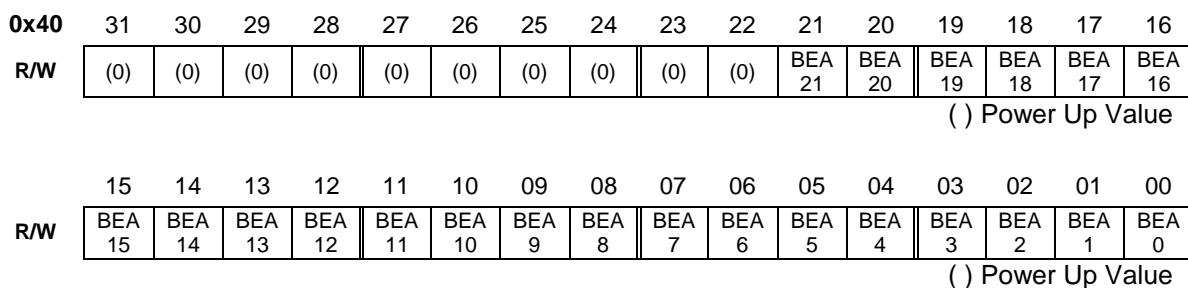 0x40 31 30 29 28 27 26 25 24 23 22 21 20 19 18 17 16
R/W (0) (0) (0) (0) (0) (0) (0) (0) (0) (0) BEA 21 BEA 20 BEA 19 BEA 18 BEA 17 BEA 16
( ) Power Up Value
15 14 13 12 11 10 09 08 07 06 05 04 03 02 01 00
R/W BEA 15 BEA 14 BEA 13 BEA 12 BEA 11 BEA 10 BEA 9 BEA 8 BEA 7 BEA 6 BEA 5 BEA 4 BEA 3 BEA 2 BEA 1 BEA 0
( ) Power Up Value